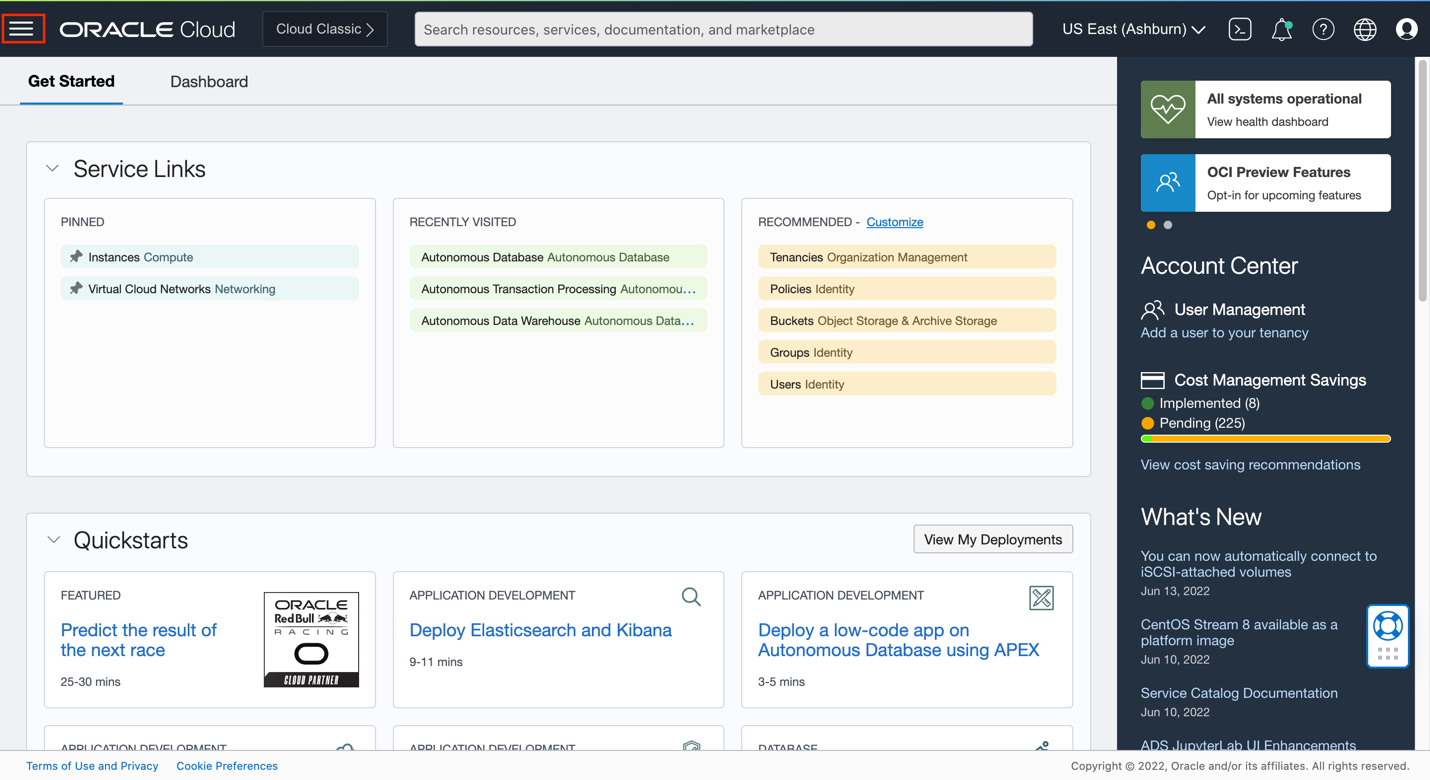 ORACLE Cloud
Cloud Classic
Search resources, services, documentation, and marketplace
US East (Ashburn)
Get Started
Dashboard
Service Links
PINNED
Instances Compute
Virtual Cloud Networks Networking
RECENTLY VISITED
Autonomous Database Autonomous Database
Autonomous Transaction Processing Autonomou...
Autonomous Data Warehouse Autonomous Data...
RECOMMENDED - Customize
Tenancies Organization Management
Policies Identity
Buckets Object Storage & Archive Storage
Groups Identity
Users Identity
Quickstarts
View My Deployments
FEATURED
Predict the result of
the next race
25-30 mins
ORACLE
Red Bull
RACING
CLOUD PARTNER
APPLICATION DEVELOPMENT
Deploy Elasticsearch and Kibana
9-11 mins
APPLICATION DEVELOPMENT
Deploy a low-code app on
Autonomous Database using APEX
3-5 mins
APPLICATION DEVELOPMENT
APPLICATION DEVELOPMENT
DATABASE
All systems operational
View health dashboard
OCI Preview Features
Opt-in for upcoming features
Account Center
User Management
Add a user to your tenancy
Cost Management Savings
Implemented (8)
Pending (225)
View cost saving recommendations
What's New
You can now automatically connect to
iSCSI-attached volumes
Jun 13, 2022
CentOS Stream 8 available as a
platform image
Jun 10, 2022
Service Catalog Documentation
Jun 10, 2022
ADS JupyterLab UI Enhancements
Terms of Use and Privacy
Cookie Preferences
Copyright © 2022, Oracle and/or its affiliates. All rights reserved.